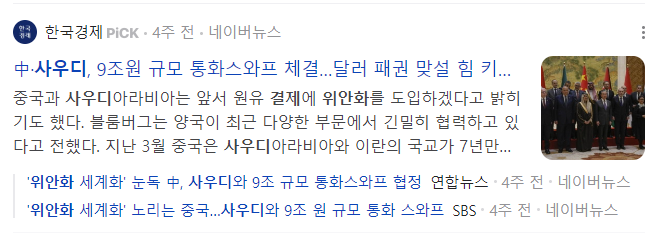 한국경제
한국경제 PiCK · 4주 전 · 네이버뉴스
中·사우디, 9조원 규모 통화스와프 체결...달러 패권 맞설 힘 키...
중국과 사우디아라비아는 앞서 원유 결제에 위안화를 도입하겠다고 밝히
기도 했다. 블룸버그는 양국이 최근 다양한 부문에서 긴밀히 협력하고 있
다고 전했다. 지난 3월 중국은 사우디아라비아와 이란의 국교가 7년만...
'위안화 세계화' 눈독 中, 사우디와 9조 규모 통화스와프 협정 연합뉴스 · 4주 전 · 네이버뉴스
'위안화 세계화' 노리는 중국...사우디와 9조 원 규모 통화 스와프 SBS · 4주 전 · 네이버뉴스